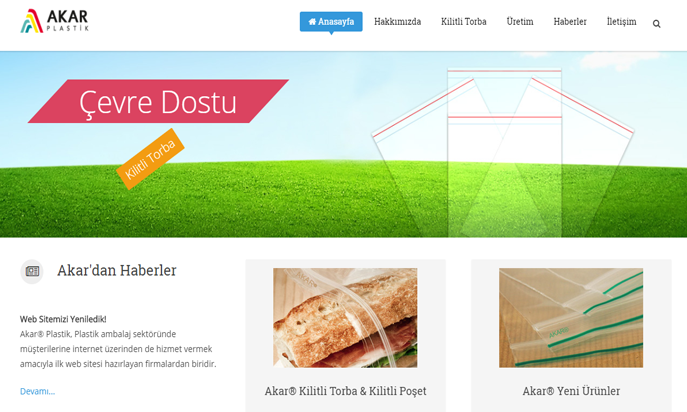 AKAR
PLASTİK
Anasayfa
Hakkımızda
Kilitli Torba
Üretim
Haberler
İletişim
Çevre Dostu
Kilitli Torba
Akar'dan Haberler
Web Sitemizi Yeniledik!
Akar® Plastik, Plastik ambalaj sektöründe
müşterilerine internet üzerinden de hizmet vermek
amacıyla ilk web sitesi hazırlayan firmalardan biridir.
Devamı...
Akar® Kilitli Torba & Kilitli Poşet
Akar® Yeni Ürünler